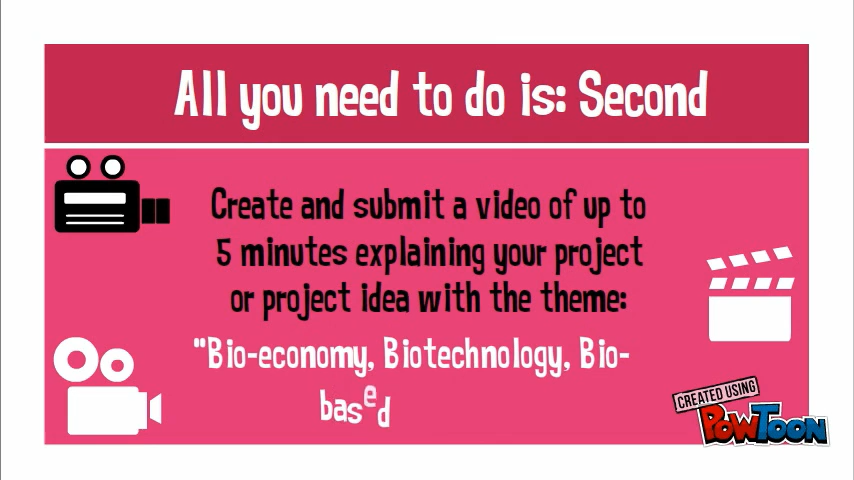 All you need to do is: Second
Create and submit a video of up to
5 minutes explaining your project
or project idea with the theme:
"Bio-economy, Biotechnology, Bio-
based
CREATED USING
POWTOON